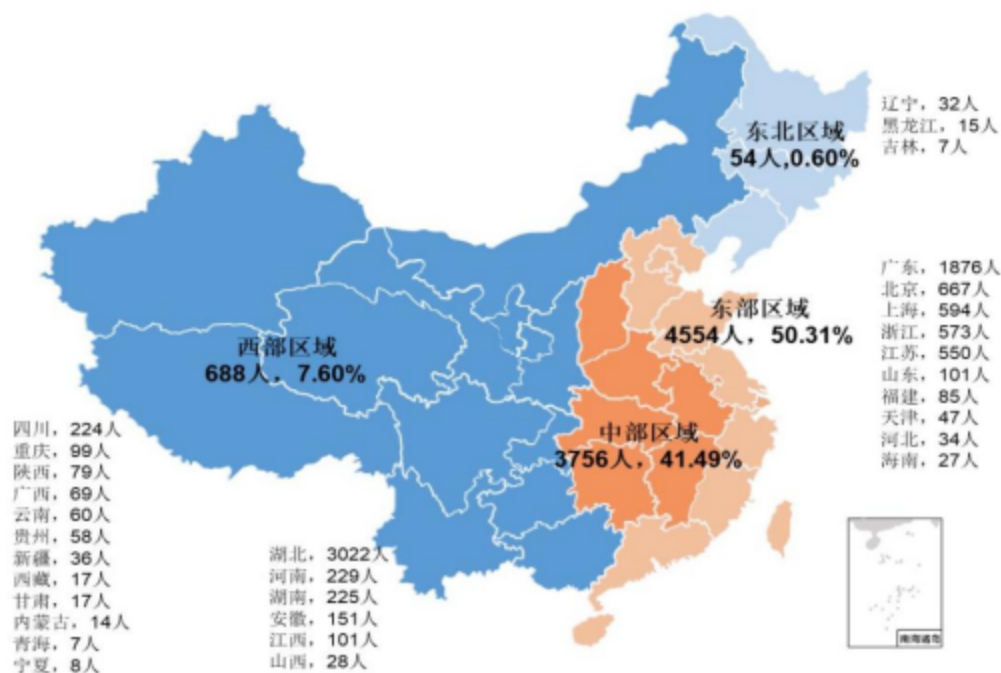 东北区域
54人,0.60%
辽宁，32人
黑龙江，15人
吉林，7人
东部区域
4554人，50.31%
广东，1876人
北京，667人
上海，594人
浙江，573人
江苏，550人
山东，101人
福建，85人
天津，47人
河北，34人
海南，27人
西部区域
688人，7.60%
四川，224人
重庆，99人
陕西，79人
广西，69人
云南，60人
贵州，58人
新疆，36人
西藏，17人
甘肃，17人
内蒙古，14人
青海，7人
宁夏，8人
中部区域
3756人，41.49%
湖北，3022人
河南，229人
湖南，225人
安徽，151人
江西，101人
山西，28人
南海诸岛